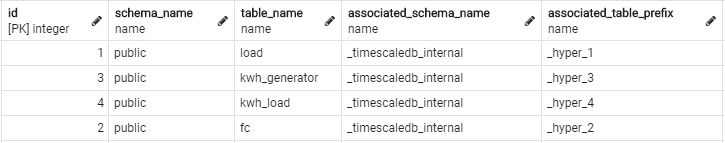 id schema_name table_name associated_schema_name associated_table_prefix
[PK] integer name name name name
1 public load _timescaledb_internal _hyper_1
3 public kwh_generator _timescaledb_internal _hyper_3
4 public kwh_load _timescaledb_internal _hyper_4
2 public fc _timescaledb_internal _hyper_2